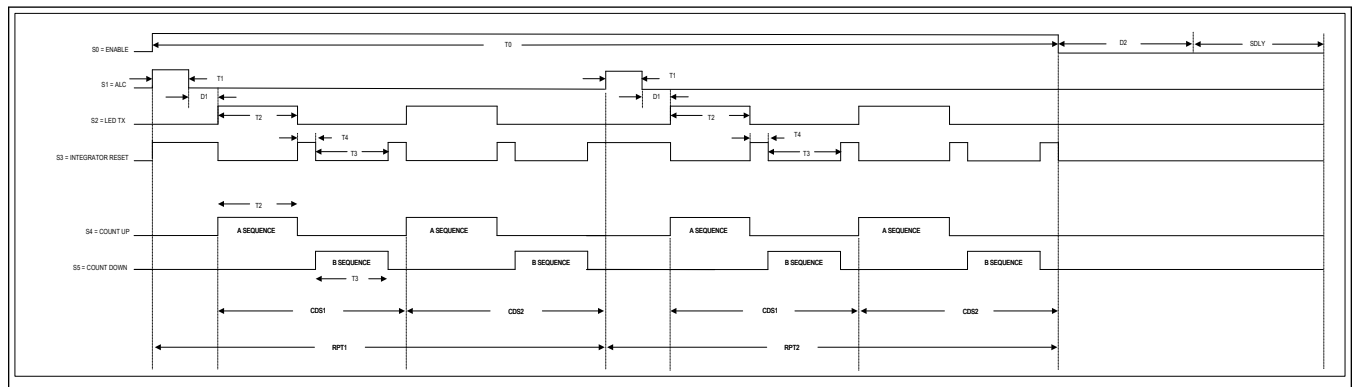 S0 = ENABLE
T0
D2
SDLY
S1 = ALC
T1
T1
D1
D1
S2 = LED TX
T2
T2
T4
T4
S3 = INTEGRATOR RESET
T3
T3
T2
S4 = COUNT UP
A SEQUENCE
A SEQUENCE
A SEQUENCE
A SEQUENCE
S5 = COUNT DOWN
B SEQUENCE
B SEQUENCE
B SEQUENCE
B SEQUENCE
T3
CDS1
CDS2
CDS1
CDS2
RPT1
RPT2